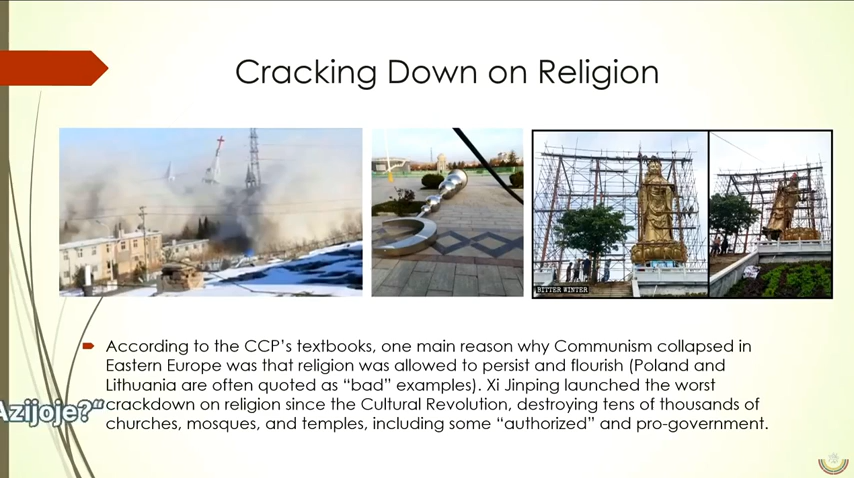 Cracking Down on Religion
BITTER WINTER
According to the CCP's textbooks, one main reason why Communism collapsed in
Eastern Europe was that religion was allowed to persist and flourish (Poland and
Lithuania are often quoted as “bad” examples). Xi Jinping launched the worst
crackdown on religion since the Cultural Revolution, destroying tens of thousands of
churches, mosques, and temples, including some “authorized” and pro-government.
Azijoje?“